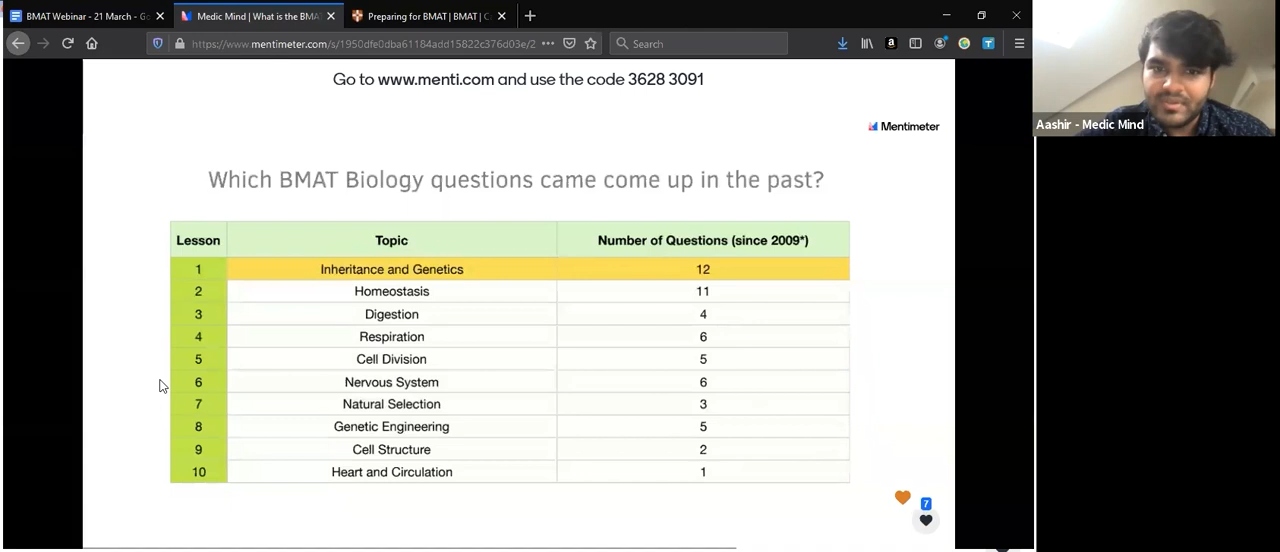 BMAT Webinar - 21 March - Go
Medic Mind | What is the BMAT
Preparing for BMAT | BMAT | C
https://www.mentimeter.com/s/1950dfe0dba61184add15822c376d03e/2
Search
Go to www.menti.com and use the code 3628 3091
Mentimeter
Aashir - Medic Mind
Which BMAT Biology questions came come up in the past?
Lesson Topic Number of Questions (since 2009*)
1 Inheritance and Genetics 12
2 Homeostasis 11
3 Digestion 4
4 Respiration 6
5 Cell Division 5
6 Nervous System 6
7 Natural Selection 3
8 Genetic Engineering 5
9 Cell Structure 2
10 Heart and Circulation 1
7